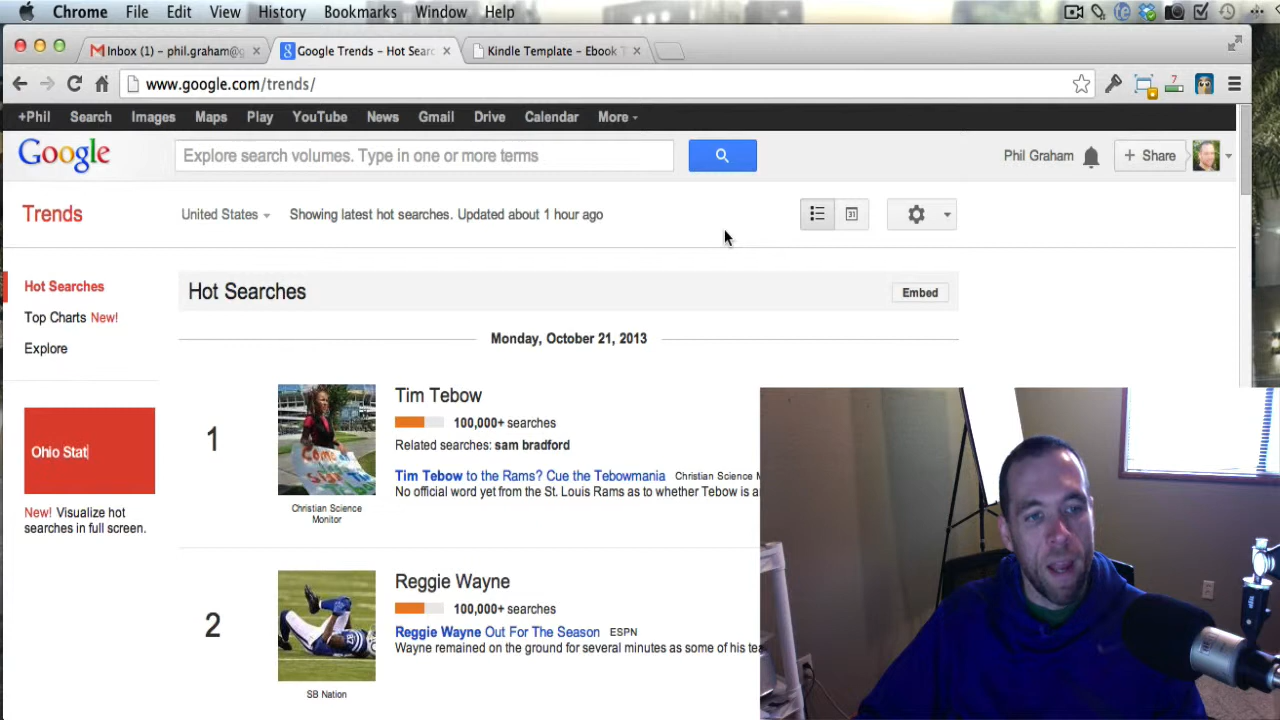 Chrome File Edit View History Bookmarks Window Help
Inbox (1) – phil.graham@g
Google Trends – Hot Searc
Kindle Template – Ebook T
www.google.com/trends/
7
+Phil Search Images Maps Play YouTube News Gmail Drive Calendar More
Google
Explore search volumes. Type in one or more terms
Phil Graham
+ Share
Trends
United States
Showing latest hot searches. Updated about 1 hour ago
31
Hot Searches
Top Charts New!
Explore
Ohio Stat
New! Visualize hot
searches in full screen.
Hot Searches
Embed
Monday, October 21, 2013
1
Christian Science
Monitor
Tim Tebow
100,000+ searches
Related searches: sam bradford
Tim Tebow to the Rams? Cue the Tebowmania Christian Science M
No official word yet from the St. Louis Rams as to whether Tebow is a
2
SB Nation
Reggie Wayne
100,000+ searches
Reggie Wayne Out For The Season ESPN
Wayne remained on the ground for several minutes as some of his tea